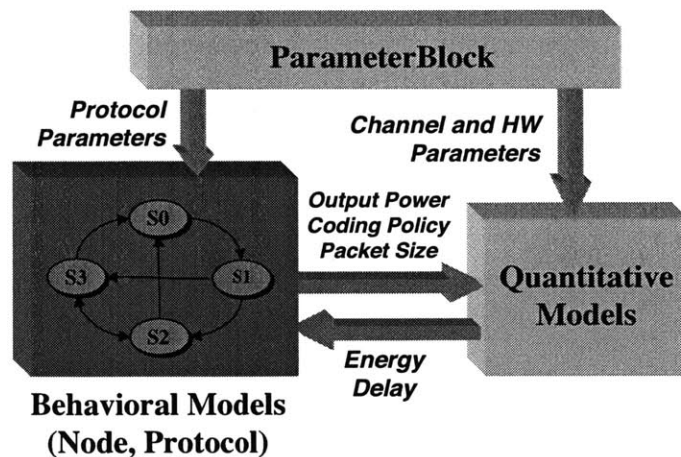 ParameterBlock
Protocol
Parameters
Channel and HW
Parameters
S0
S3
S1
S2
Output Power
Coding Policy
Packet Size
Quantitative
Models
Energy
Delay
Behavioral Models
(Node, Protocol)